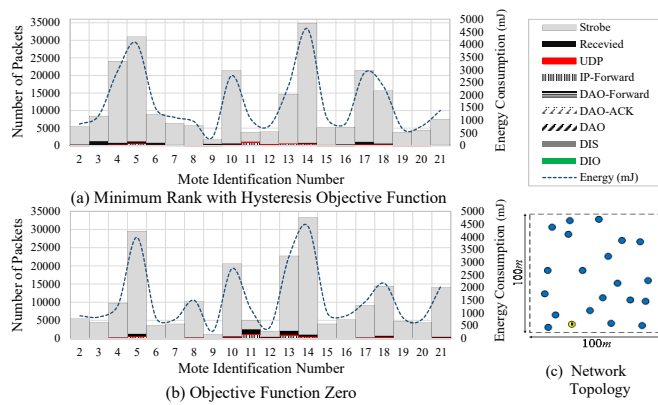 35000
30000
25000
20000
15000
10000
5000
0
Number of Packets
5000
4500
4000
3500
3000
2500
2000
1500
1000
500
0
Energy Consumption (mJ)
2 3 4 5 6 7 8 9 10 11 12 13 14 15 16 17 18 19 20 21
Mote Identification Number
(a) Minimum Rank with Hysteresis Objective Function
Strobe
Recevied
UDP
IP-Forward
DAO-Forward
DAO-ACK
DAO
DIS
DIO
Energy (mJ)
35000
30000
25000
20000
15000
10000
5000
0
Number of Packets
5000
4500
4000
3500
3000
2500
2000
1500
1000
500
0
Energy Consumption (mJ)
2 3 4 5 6 7 8 9 10 11 12 13 14 15 16 17 18 19 20 21
Mote Identification Number
(b) Objective Function Zero
100m
100m
(c) Network
Topology